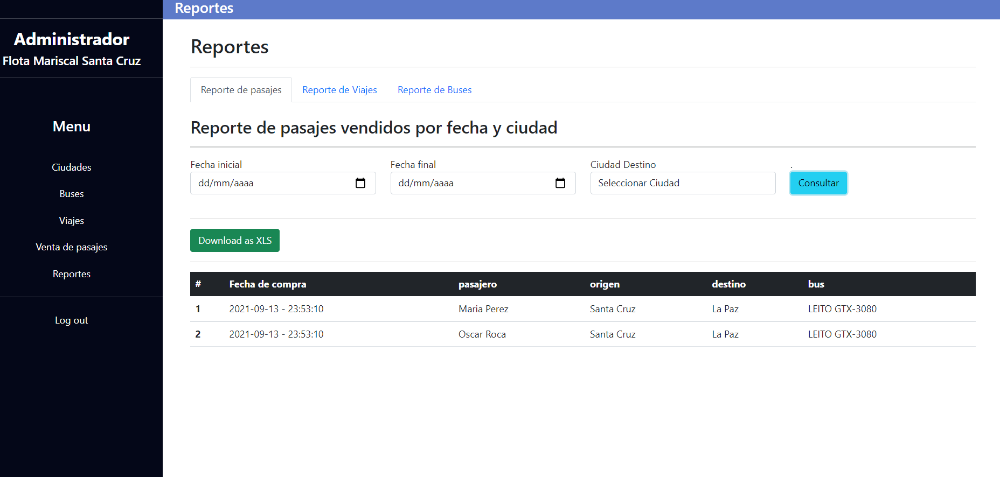 Reportes
Administrador
Flota Mariscal Santa Cruz
Menu
Ciudades
Buses
Viajes
Venta de pasajes
Reportes
Log out
Reportes
Reporte de pasajes Reporte de Viajes Reporte de Buses
Reporte de pasajes vendidos por fecha y ciudad
Fecha inicial Fecha final Ciudad Destino .
dd/mm/aaaa dd/mm/aaaa Seleccionar Ciudad Consultar
Download as XLS
# Fecha de compra pasajero origen destino bus
1 2021-09-13 - 23:53:10 Maria Perez Santa Cruz La Paz LEITO GTX-3080
2 2021-09-13 - 23:53:10 Oscar Roca Santa Cruz La Paz LEITO GTX-3080